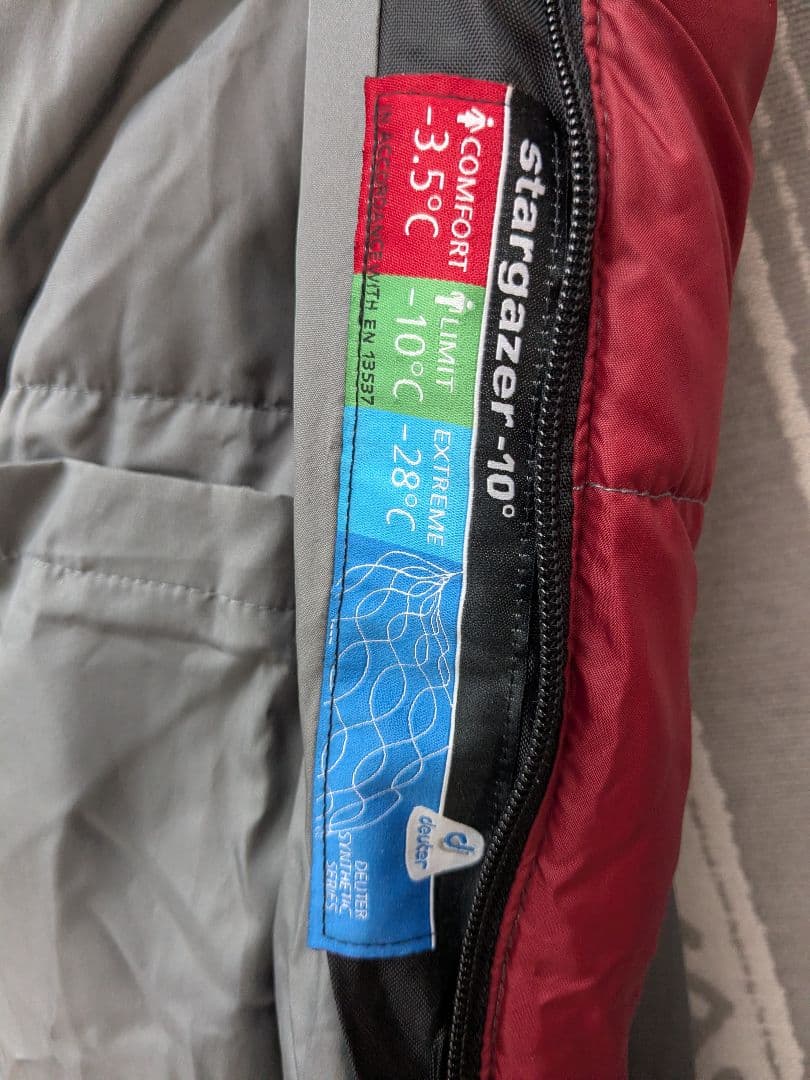 stargazer -10°
COMFORT
-3.5°C
LIMIT
-10°C
EXTREME
-28°C
IN ACCORDANCE WITH EN 13537
deuter
DEUTER
SYNTHETIC
SERIES